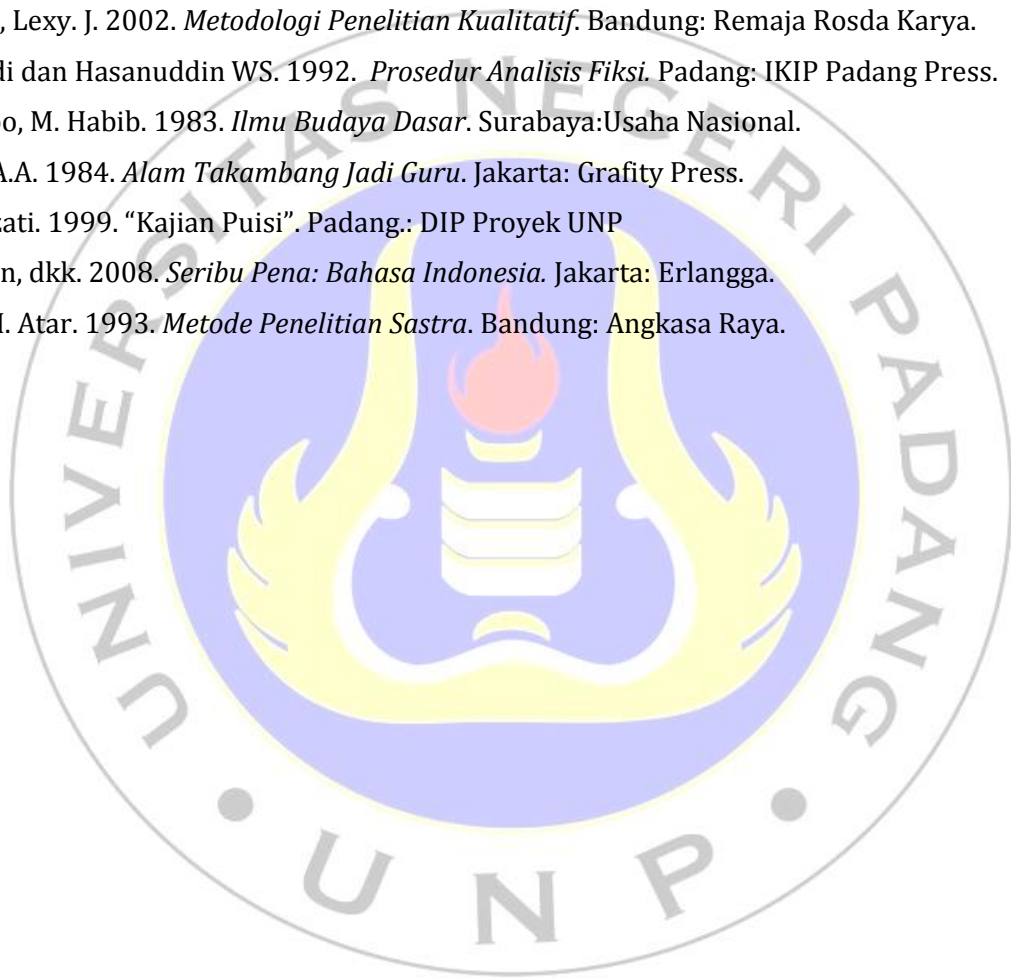 , Lexy. J. 2002. Metodologi Penelitian Kualitatif. Bandung: Remaja Rosda Karya.
di dan Hasanuddin WS. 1992. Prosedur Analisis Fiksi. Padang: IKIP Padang Press.
oo, M. Habib. 1983. Ilmu Budaya Dasar. Surabaya:Usaha Nasional.
A.A. 1984. Alam Takambang Jadi Guru. Jakarta: Grafity Press.
ati. 1999. “Kajian Puisi”. Padang.: DIP Proyek UNP
n, dkk. 2008. Seribu Pena: Bahasa Indonesia. Jakarta: Erlangga.
. Atar. 1993. Metode Penelitian Sastra. Bandung: Angkasa Raya.
UNIVERSITAS NEGERI PADANG
• UNP •